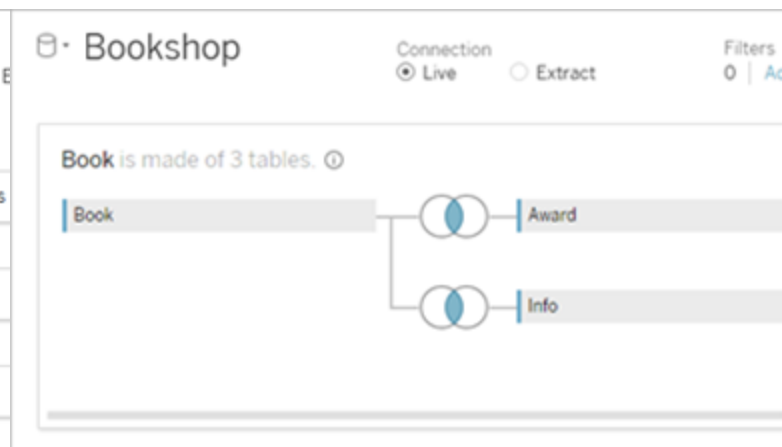 Bookshop
Connection
Live
Extract
Filters
0
Book is made of 3 tables.
Book
Award
Info